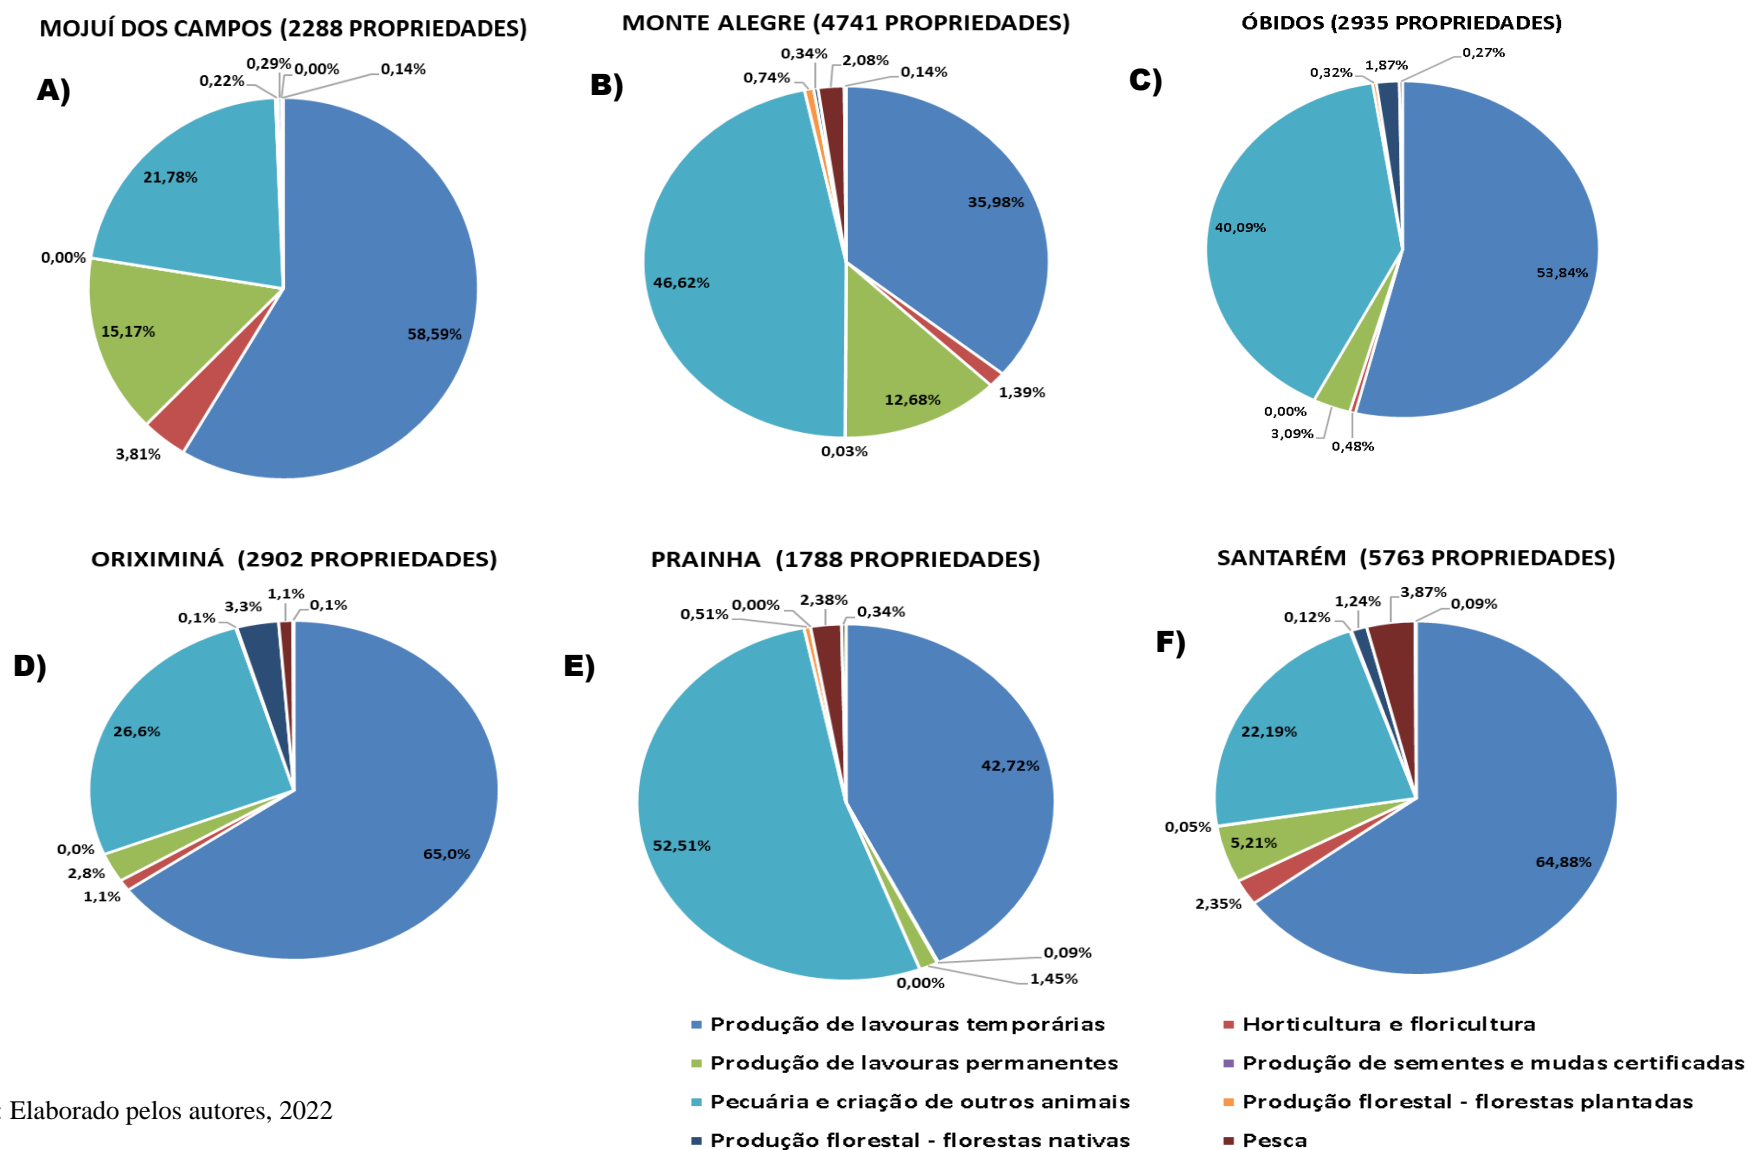 MOJUÍ DOS CAMPOS (2288 PROPRIEDADES)
A)
0,22%
0,29%
0,00%
0,14%
21,78%
0,00%
15,17%
58,59%
3,81%
MONTE ALEGRE (4741 PROPRIEDADES)
B)
0,74%
0,34%
2,08%
0,14%
35,98%
46,62%
12,68%
1,39%
0,03%
ÓBIDOS (2935 PROPRIEDADES)
C)
0,32%
1,87%
0,27%
40,09%
53,84%
0,00%
3,09%
0,48%
ORIXIMINÁ (2902 PROPRIEDADES)
D)
0,1%
3,3%
1,1%
0,1%
26,6%
0,0%
2,8%
1,1%
65,0%
PRAINHA (1788 PROPRIEDADES)
E)
0,51%
0,00%
2,38%
0,34%
42,72%
52,51%
0,09%
1,45%
0,00%
SANTARÉM (5763 PROPRIEDADES)
F)
0,12%
1,24%
3,87%
0,09%
22,19%
0,05%
5,21%
64,88%
2,35%
Produção de lavouras temporárias
Horticultura e floricultura
Produção de lavouras permanentes
Produção de sementes e mudas certificadas
Pecuária e criação de outros animais
Produção florestal - florestas plantadas
Produção florestal - florestas nativas
Pesca
: Elaborado pelos autores, 2022